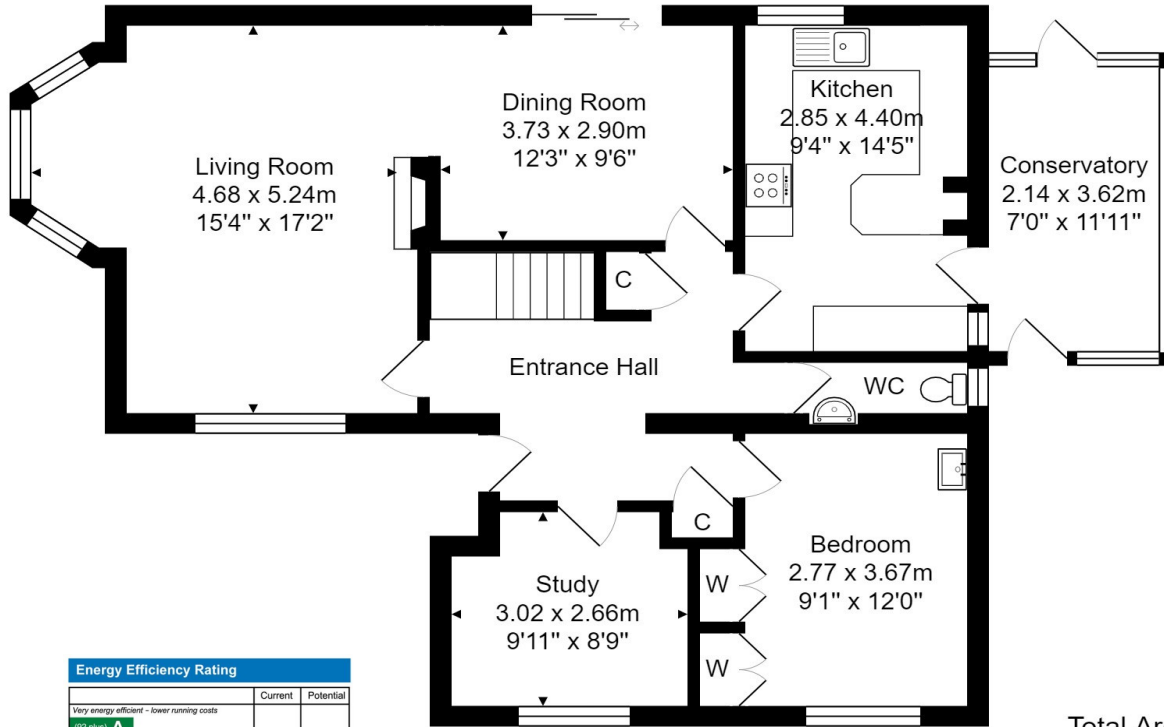 Living Room
4.68 x 5.24m
15'4" x 17'2"
Dining Room
3.73 x 2.90m
12'3" x 9'6"
Kitchen
2.85 x 4.40m
9'4" x 14'5"
Conservatory
2.14 x 3.62m
7'0" x 11'11"
C
Entrance Hall
WC
C
Study
3.02 x 2.66m
9'11" x 8'9"
W
W
Bedroom
2.77 x 3.67m
9'1" x 12'0"
Energy Efficiency Rating
Current Potential
Very energy efficient - lower running costs
(92 plus) A
Total Ar